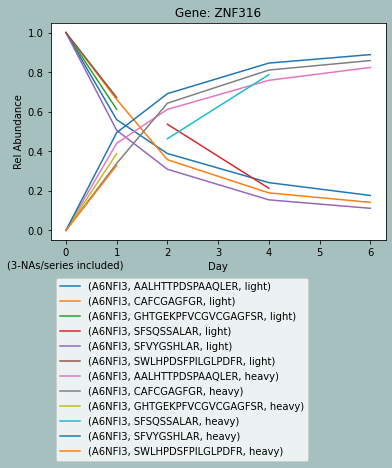 Gene: ZNF316
1.0
0.8
0.6
0.4
0.2
0.0
Rel Abundance
0 1 2 3 4 5 6
(3-NAs/series included)
Day
(A6NFI3, AALHTTPDSPAAQLER, light)
(A6NFI3, CAFCGAGFGR, light)
(A6NFI3, GHTGEKPFVCGVCGAGFSR, light)
(A6NFI3, SFSQSSALAR, light)
(A6NFI3, SFVYGSHLAR, light)
(A6NFI3, SWLHPDSFPILGLPDFR, light)
(A6NFI3, AALHTTPDSPAAQLER, heavy)
(A6NFI3, CAFCGAGFGR, heavy)
(A6NFI3, GHTGEKPFVCGVCGAGFSR, heavy)
(A6NFI3, SFSQSSALAR, heavy)
(A6NFI3, SFVYGSHLAR, heavy)
(A6NFI3, SWLHPDSFPILGLPDFR, heavy)